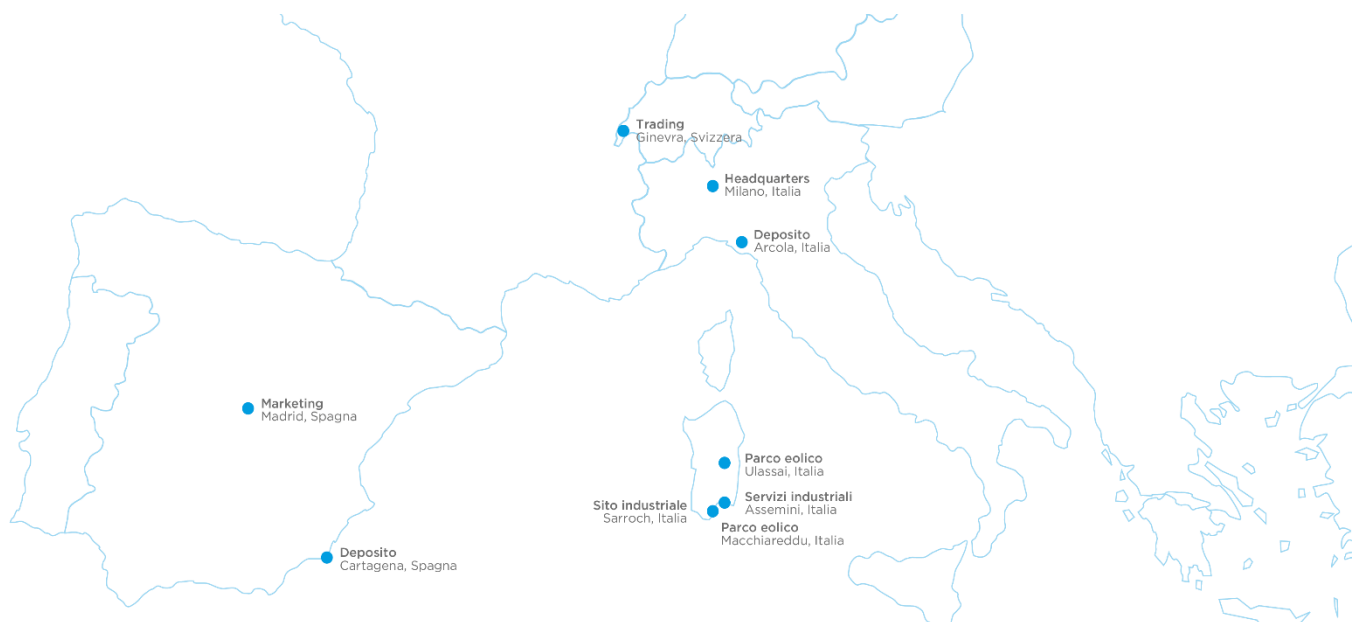 Trading
Ginevra, Svizzera
Headquarters
Milano, Italia
Deposito
Arcola, Italia
Marketing
Madrid, Spagna
Parco eolico
Ulassai, Italia
Servizi industriali
Assemini, Italia
Sito industriale
Sarroch, Italia
Parco eolico
Macchiareddu, Italia
Deposito
Cartagena, Spagna